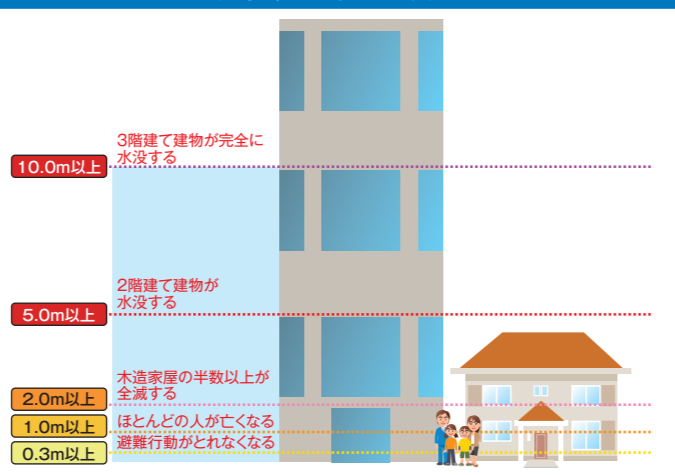 3階建て建物が完全に
水没する
10.0m以上
2階建て建物が
水没する
5.0m以上
木造家屋の半数以上が
全滅する
2.0m以上
ほとんどの人が亡くなる
1.0m以上
避難行動がとれなくなる
0.3m以上